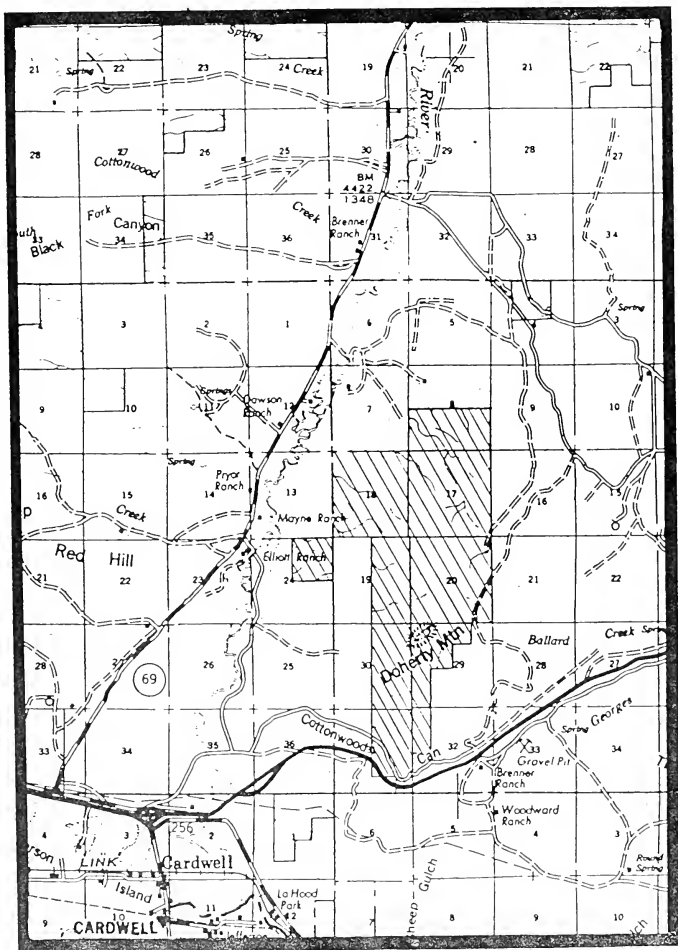 Spring
21 22 23 24 Creek 19 20 21 22
Spring
River
28 27 26 25 30 29 28 27
Cottonwood
BM
4422
1348
Fork
Creek
Canyon
Brenner
Ranch
33 34 35 36 31 32 33 34
Black
Spring
3 2 1 6 5 4 3
Springs
9 10 11 12 7 8 9 10
Dawson
Ranch
Spring
Pryor
Ranch
16 15 14 13 18 17 16 15
Creek
Mayne Ranch
Red Hill
Elliott Ranch
21 22 23 24 19 20 21 22
Doherty Mtn
Ballard
Creek Spring
28 27 26 25 30 29 28 27
69
Cottonwood
Can
Spring
Georges
33 34 35 36 32 33 34
Gravel Pit
Brenner
Ranch
Woodward
Ranch
4 3 2 1 6 5 4 3
256
LINK
Cardwell
Island
Round
Spring
La Hood
Park
Gulch
9 10 11 12 7 8 9 10
CARDWELL